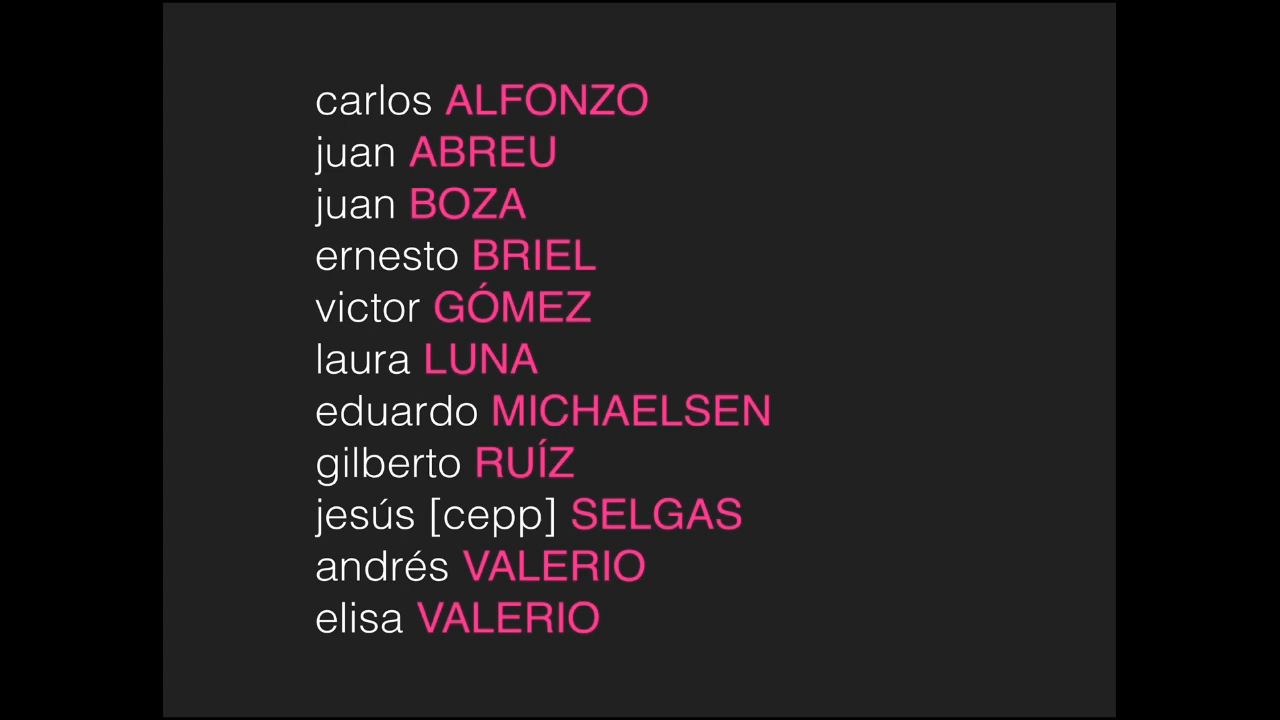 carlos ALFONZO
juan ABREU
juan BOZA
ernesto BRIEL
victor GÓMEZ
laura LUNA
eduardo MICHAELSEN
gilberto RUÍZ
jesús [cepp] SELGAS
andrés VALERIO
elisa VALERIO